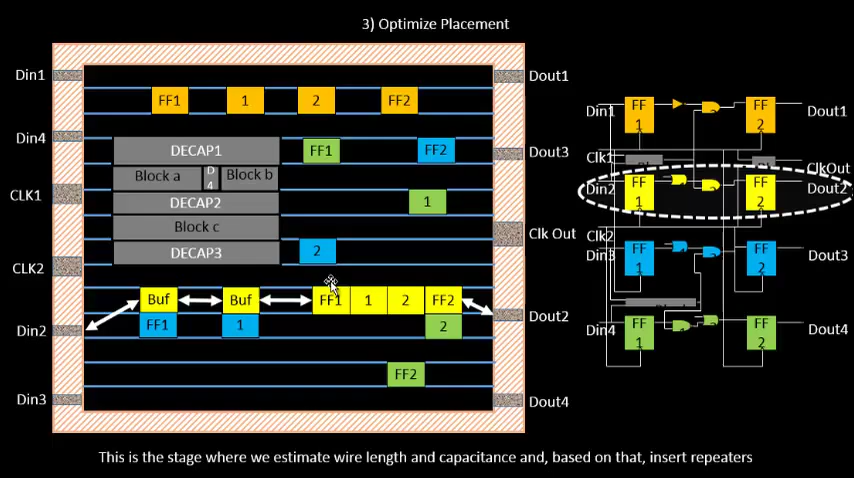 3) Optimize Placement
Din1
Dout1
FF1
1
2
FF2
Din4
Dout3
DECAP1
FF1
FF2
Block a
D
4
Block b
CLK1
DECAP2
1
Block c
Clk Out
DECAP3
2
CLK2
Buf
Buf
FF1
1
2
FF2
Din2
Dout2
FF1
1
2
FF2
Din3
Dout4
Din1
FF
1
FF
2
Dout1
Clk1
ClkOut
Din2
FF
1
FF
2
Dout2
Clk2
Din3
FF
1
FF
2
Dout3
Din4
FF
1
FF
2
Dout4
This is the stage where we estimate wire length and capacitance and, based on that, insert repeaters